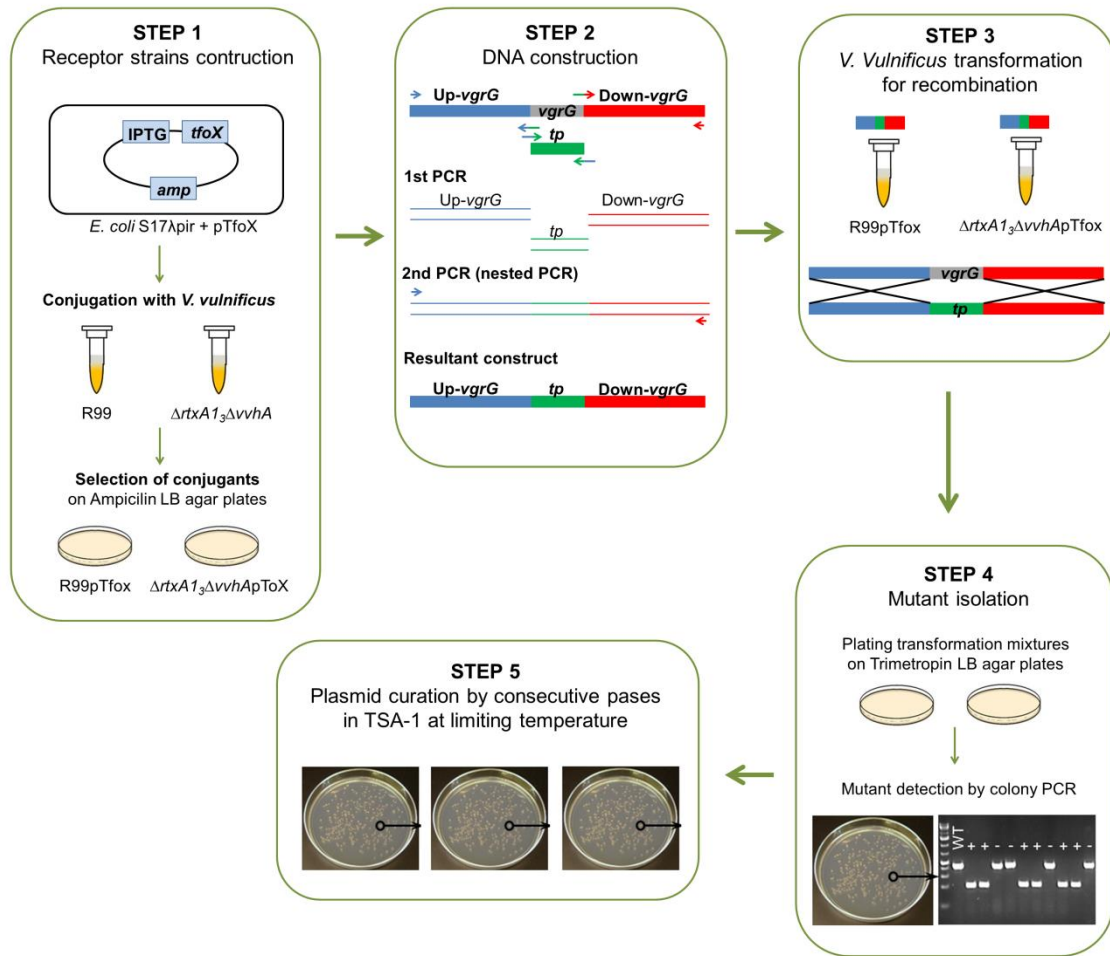 STEP 1
Receptor strains contruction
IPTG
tfoX
amp
E. coli S17λpir + pTfoX
Conjugation with V. vulnificus
R99
ΔrtxA1₃ΔvvhA
Selection of conjugants
on Ampicilin LB agar plates
R99pTfox
ΔrtxA1₃ΔvvhApToX
STEP 2
DNA construction
Up-vgrG
Down-vgrG
vgrG
tp
1st PCR
Up-vgrG
Down-vgrG
tp
2nd PCR (nested PCR)
Resultant construct
Up-vgrG
tp
Down-vgrG
STEP 3
V. Vulnificus transformation
for recombination
R99pTfox
ΔrtxA1₃ΔvvhApTfox
vgrG
tp
STEP 4
Mutant isolation
Plating transformation mixtures
on Trimetropin LB agar plates
Mutant detection by colony PCR
WT
+ + - - + + - + + -
STEP 5
Plasmid curation by consecutive pases
in TSA-1 at limiting temperature